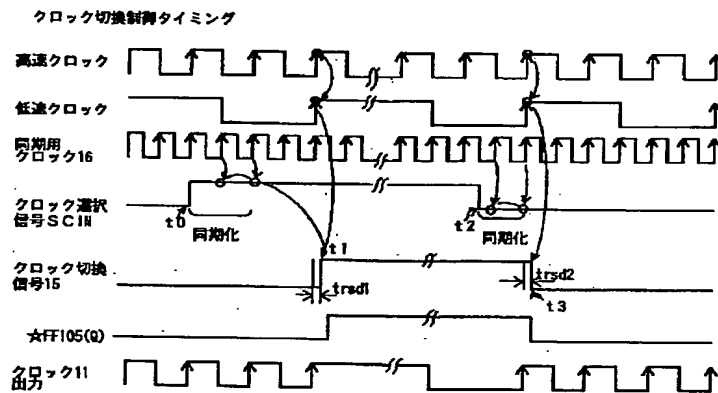 クロック切換制御タイミング
高速クロック
低速クロック
同期用
クロック16
クロック選択
信号SCIN
t0
同期化
t2
同期化
t1
クロック切換
信号15
trsd1
trsd2
t3
☆FF105(Q)
クロック11
出力